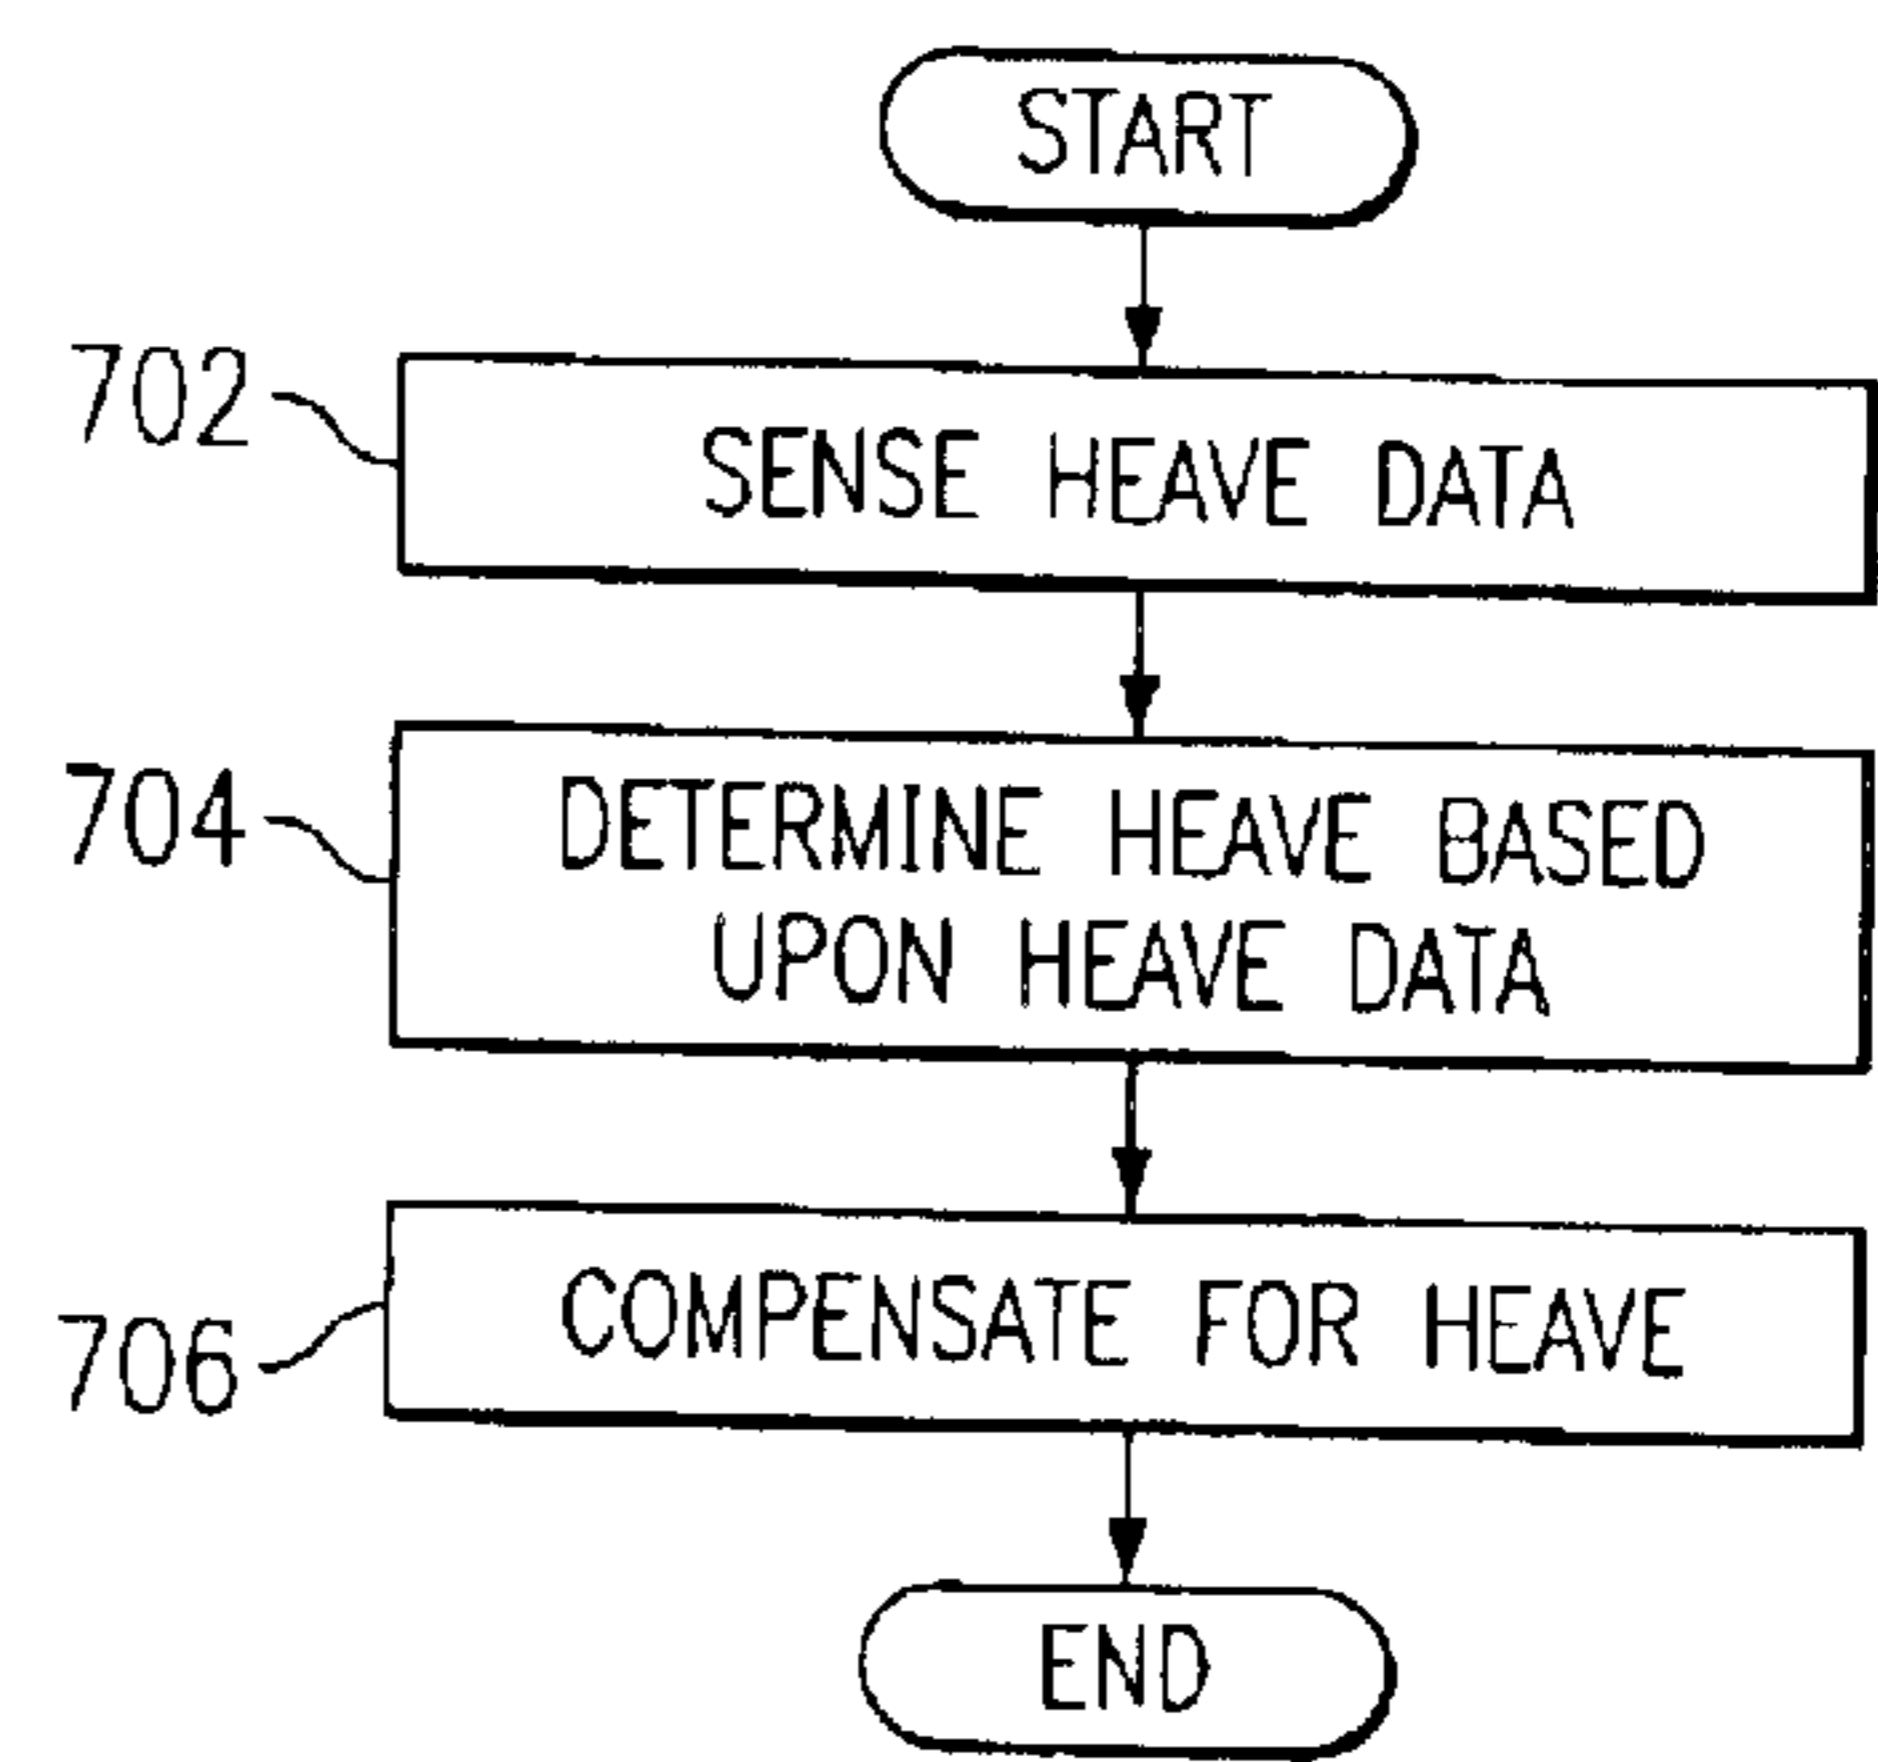 START
702
SENSE HEAVE DATA
704
DETERMINE HEAVE BASED
UPON HEAVE DATA
706
COMPENSATE FOR HEAVE
END